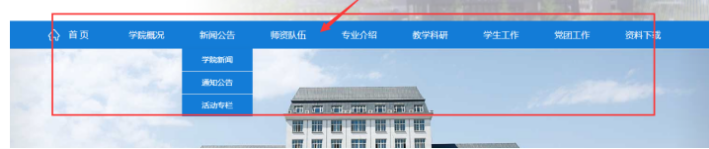 首页 学院概况 新闻公告 师资队伍 专业介绍 教学科研 学生工作 党团工作 资料下载
学院新闻
通知公告
活动专栏